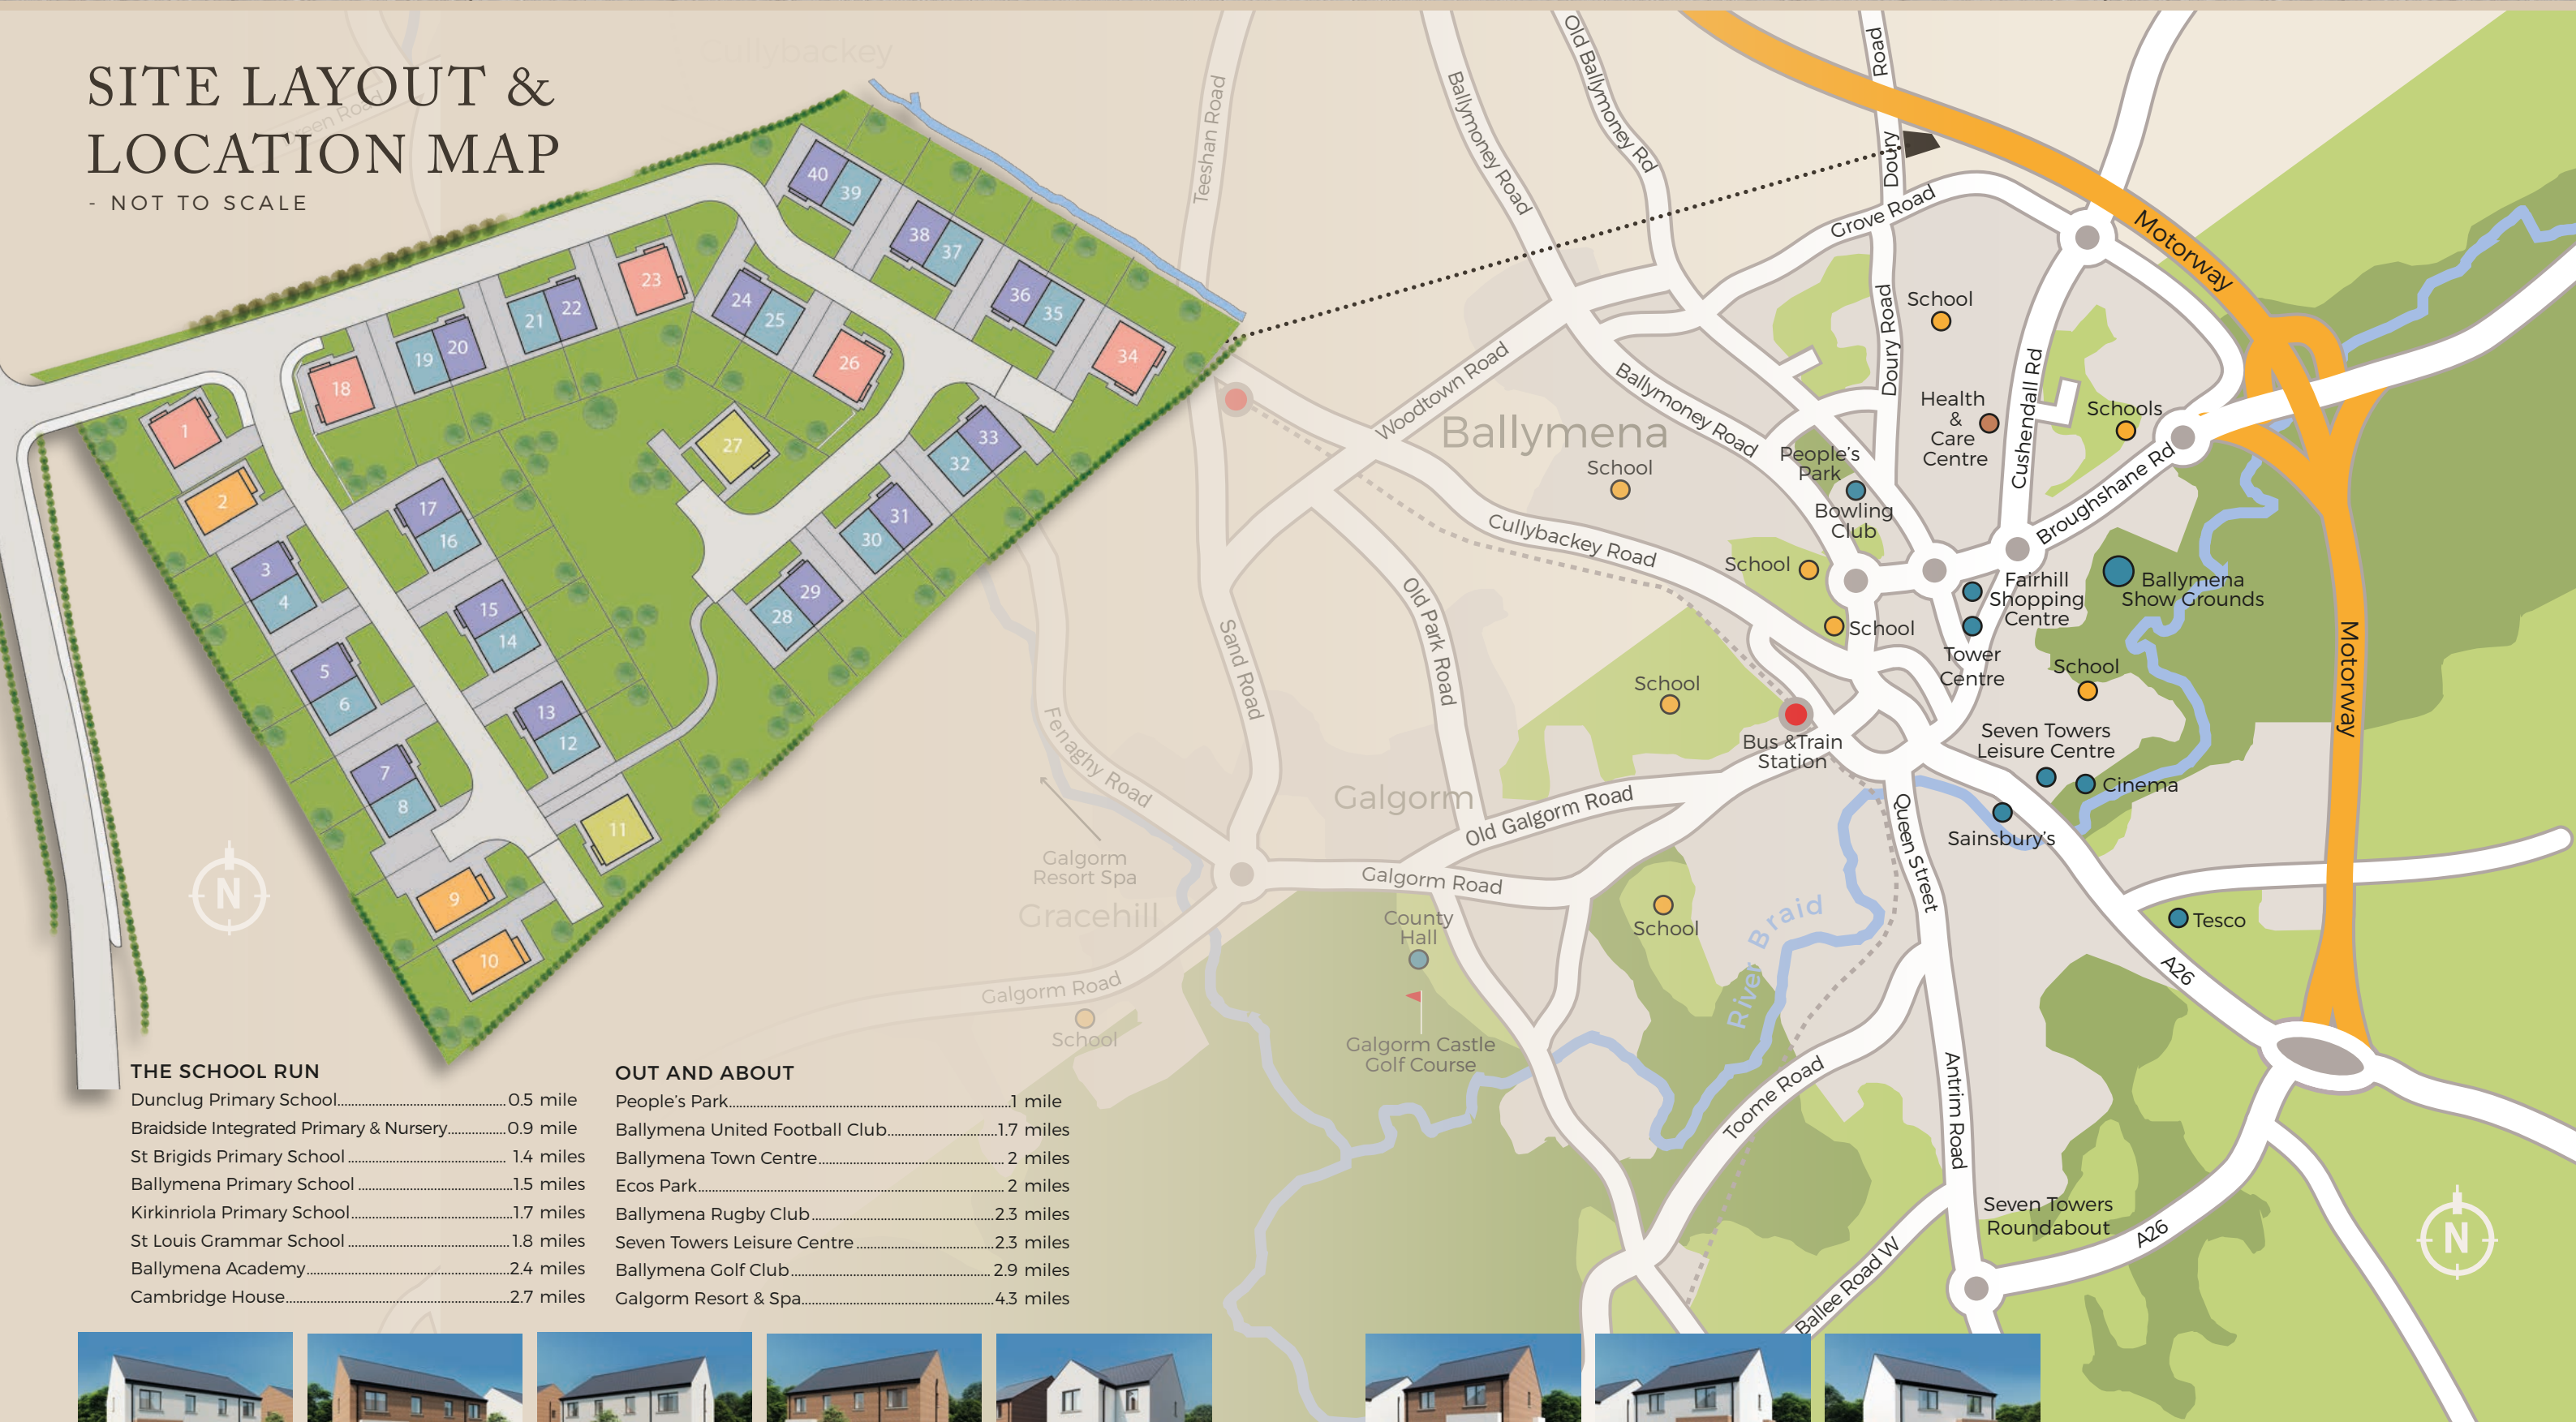 SITE LAYOUT &
LOCATION MAP
- NOT TO SCALE
Cullybackey
40
39
38
37
36
35
34
23
22
21
20
19
18
24
25
26
27
1
2
3
4
5
6
7
8
9
10
11
17
16
15
14
13
12
33
32
31
30
29
28
N
THE SCHOOL RUN
Dunclug Primary School 0.5 mile
Braidside Integrated Primary & Nursery 0.9 mile
St Brigids Primary School 1.4 miles
Ballymena Primary School 1.5 miles
Kirkinriola Primary School 1.7 miles
St Louis Grammar School 1.8 miles
Ballymena Academy 2.4 miles
Cambridge House 2.7 miles
OUT AND ABOUT
People's Park 1 mile
Ballymena United Football Club 1.7 miles
Ballymena Town Centre 2 miles
Ecos Park 2 miles
Ballymena Rugby Club 2.3 miles
Seven Towers Leisure Centre 2.3 miles
Ballymena Golf Club 2.9 miles
Galgorm Resort & Spa 4.3 miles
Teeshan Road
Ballymoney Road
Old Ballymoney Rd
Doury Road
Grove Road
Motorway
School
Woodtown Road
Ballymena
School
Ballymoney Road
Doury Road
Health
&
Care
Centre
Cushendall Rd
Schools
Broughshane Rd
People's
Park
Bowling
Club
Cullybackey Road
School
School
Fairhill
Shopping
Centre
Ballymena
Show Grounds
Tower
Centre
School
Old Park Road
Sand Road
Fenaghy Road
School
Bus &Train
Station
Seven Towers
Leisure Centre
Cinema
Sainsbury's
Motorway
Galgorm
Old Galgorm Road
Queen Street
Galgorm
Resort Spa
Gracehill
Galgorm Road
County
Hall
School
River Braid
Tesco
A26
Galgorm Road
School
Galgorm Castle
Golf Course
Toome Road
Antrim Road
Seven Towers
Roundabout
A26
Ballee Road W
N